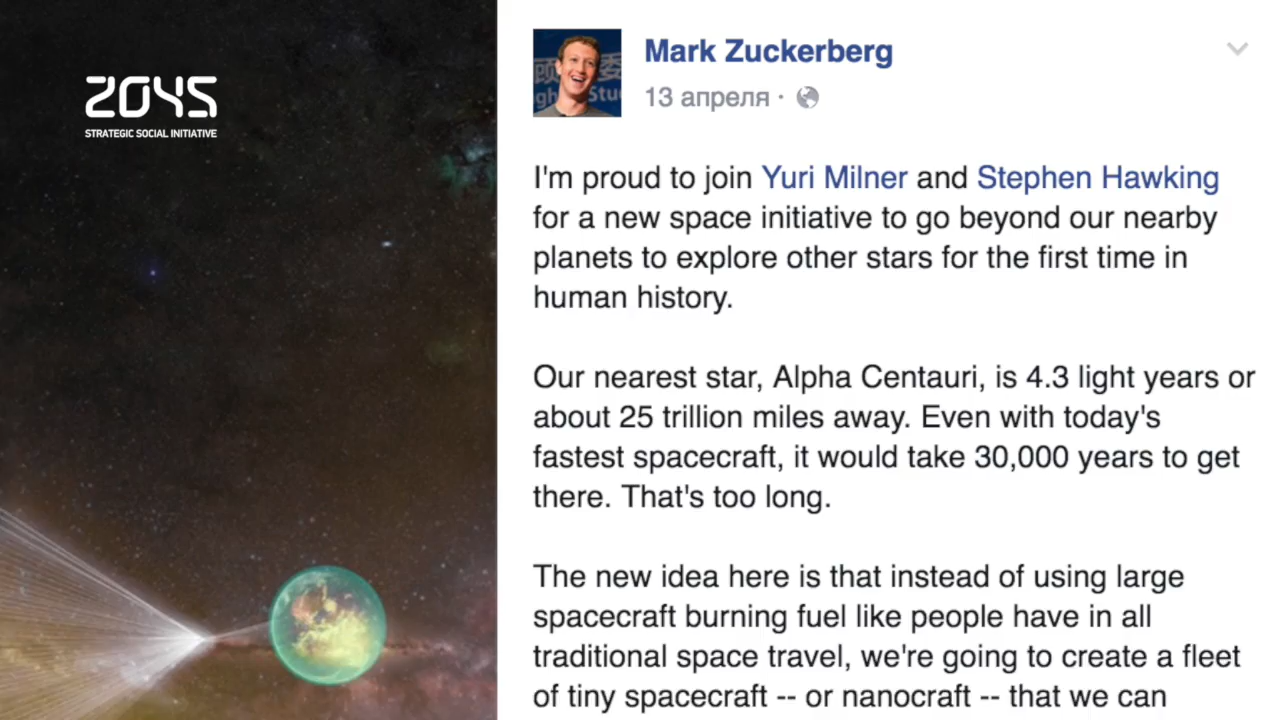 2045
STRATEGIC SOCIAL INITIATIVE
Mark Zuckerberg
13 апреля ·
I'm proud to join Yuri Milner and Stephen Hawking
for a new space initiative to go beyond our nearby
planets to explore other stars for the first time in
human history.
Our nearest star, Alpha Centauri, is 4.3 light years or
about 25 trillion miles away. Even with today's
fastest spacecraft, it would take 30,000 years to get
there. That's too long.
The new idea here is that instead of using large
spacecraft burning fuel like people have in all
traditional space travel, we're going to create a fleet
of tiny spacecraft -- or nanocraft -- that we can